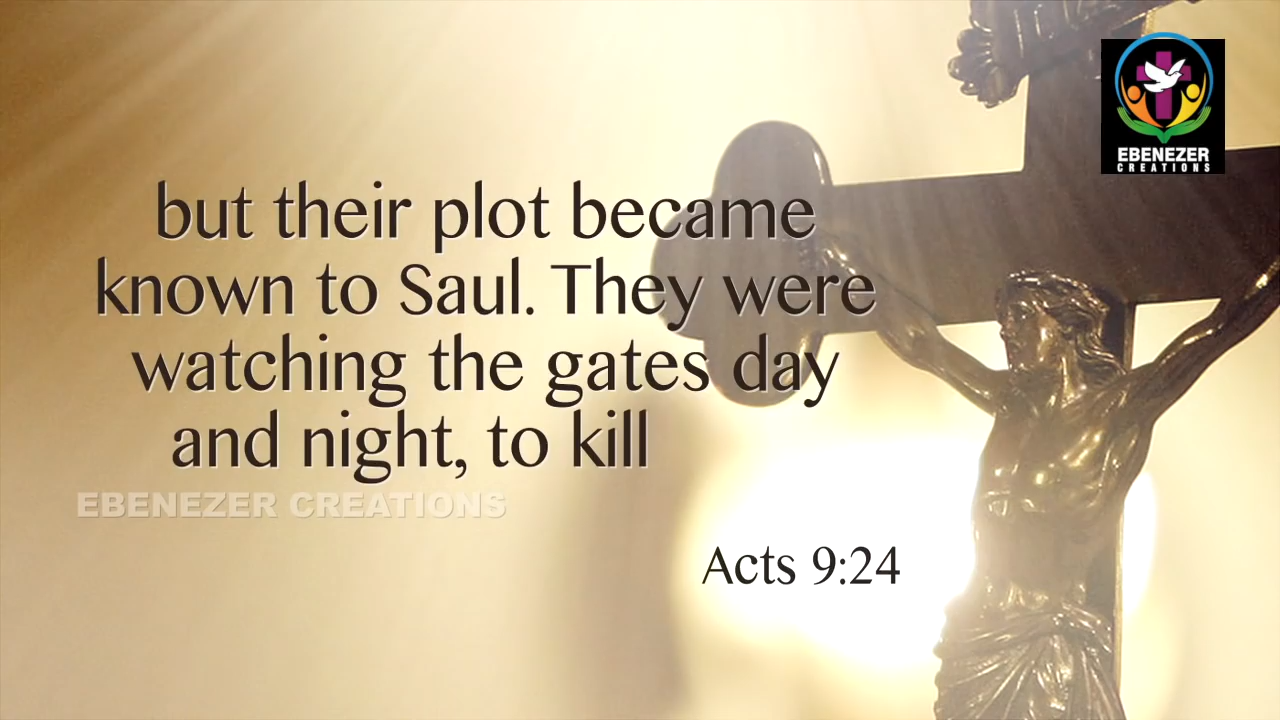 EBENEZER
CREATIONS
but their plot became
known to Saul. They were
watching the gates day
and night, to kill
EBENEZER CREATIONS
Acts 9:24